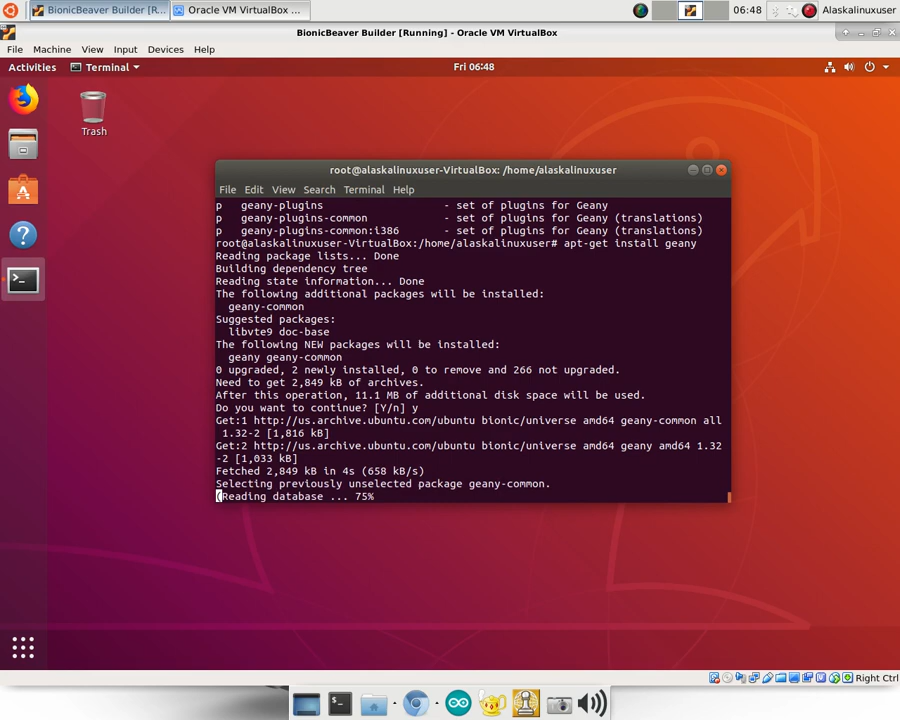 BionicBeaver Builder [R...
Oracle VM VirtualBox ...
06:48
Alaskalinuxuser
BionicBeaver Builder [Running] - Oracle VM VirtualBox
File Machine View Input Devices Help
Activities
Terminal
Fri 06:48
Trash
root@alaskalinuxuser-VirtualBox: /home/alaskalinuxuser
File Edit View Search Terminal Help
p geany-plugins - set of plugins for Geany
p geany-plugins-common - set of plugins for Geany (translations)
p geany-plugins-common:i386 - set of plugins for Geany (translations)
root@alaskalinuxuser-VirtualBox:/home/alaskalinuxuser# apt-get install geany
Reading package lists... Done
Building dependency tree
Reading state information... Done
The following additional packages will be installed:
geany-common
Suggested packages:
libvte9 doc-base
The following NEW packages will be installed:
geany geany-common
0 upgraded, 2 newly installed, 0 to remove and 266 not upgraded.
Need to get 2,849 kB of archives.
After this operation, 11.1 MB of additional disk space will be used.
Do you want to continue? [Y/n] y
Get:1 http://us.archive.ubuntu.com/ubuntu bionic/universe amd64 geany-common all
1.32-2 [1,816 kB]
Get:2 http://us.archive.ubuntu.com/ubuntu bionic/universe amd64 geany amd64 1.32
-2 [1,033 kB]
Fetched 2,849 kB in 4s (658 kB/s)
Selecting previously unselected package geany-common.
(Reading database ... 75%
Right Ctrl